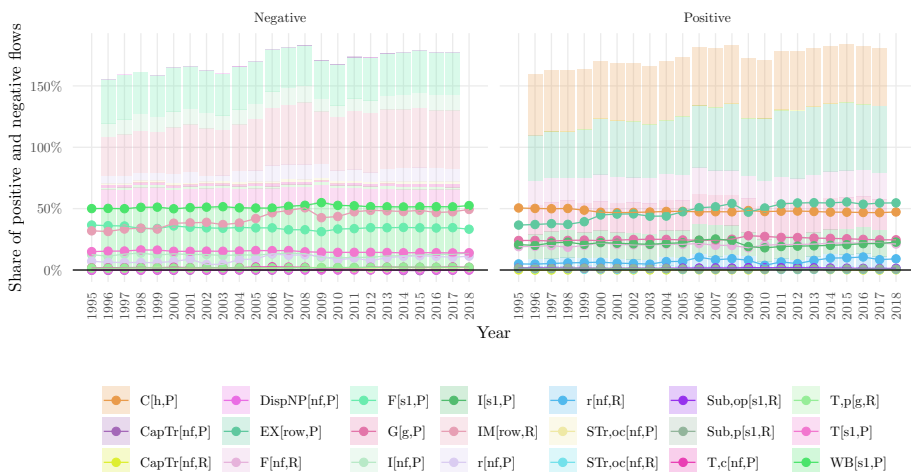 Negative Positive
Share of positive and negative flows
150%
100%
50%
0%
1995 1996 1997 1998 1999 2000 2001 2002 2003 2004 2005 2006 2007 2008 2009 2010 2011 2012 2013 2014 2015 2016 2017 2018 1995 1996 1997 1998 1999 2000 2001 2002 2003 2004 2005 2006 2007 2008 2009 2010 2011 2012 2013 2014 2015 2016 2017 2018
Year
C[h,P] DispNP[nf,P] F[s1,P] I[s1,P] r[nf,R] Sub,op[s1,R] T,p[g,R]
CapTr[nf,P] EX[row,P] G[g,P] IM[row,R] STr,oc[nf,P] Sub,p[s1,R] T[s1,P]
CapTr[nf,R] F[nf,R] I[nf,P] r[nf,P] STr,oc[nf,R] T,c[nf,P] WB[s1,P]